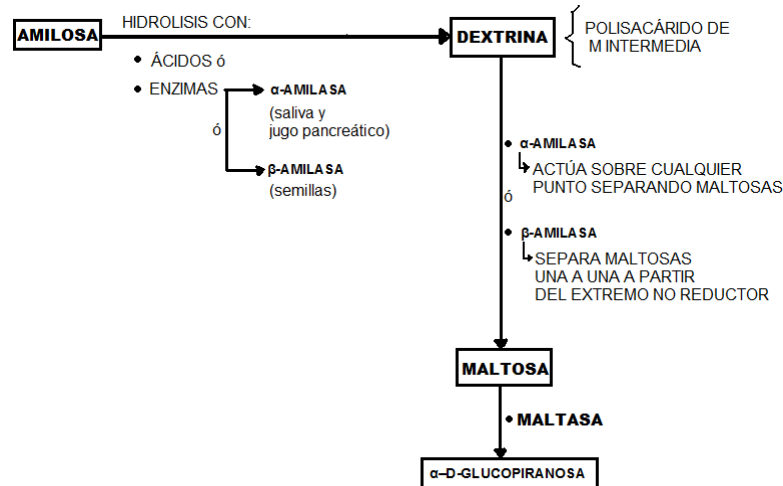 HIDROLISIS CON:
AMILOSA
DEXTRINA
POLISACÁRIDO DE
M INTERMEDIA
• ÁCIDOS ó
• ENZIMAS
α-AMILASA
(saliva y
jugo pancreático)
ó
β-AMILASA
(semillas)
• α-AMILASA
ACTÚA SOBRE CUALQUIER
PUNTO SEPARANDO MALTOSAS
ó
• β-AMILASA
SEPARA MALTOSAS
UNA A UNA A PARTIR
DEL EXTREMO NO REDUCTOR
MALTOSA
• MALTASA
α–D-GLUCOPIRANOSA